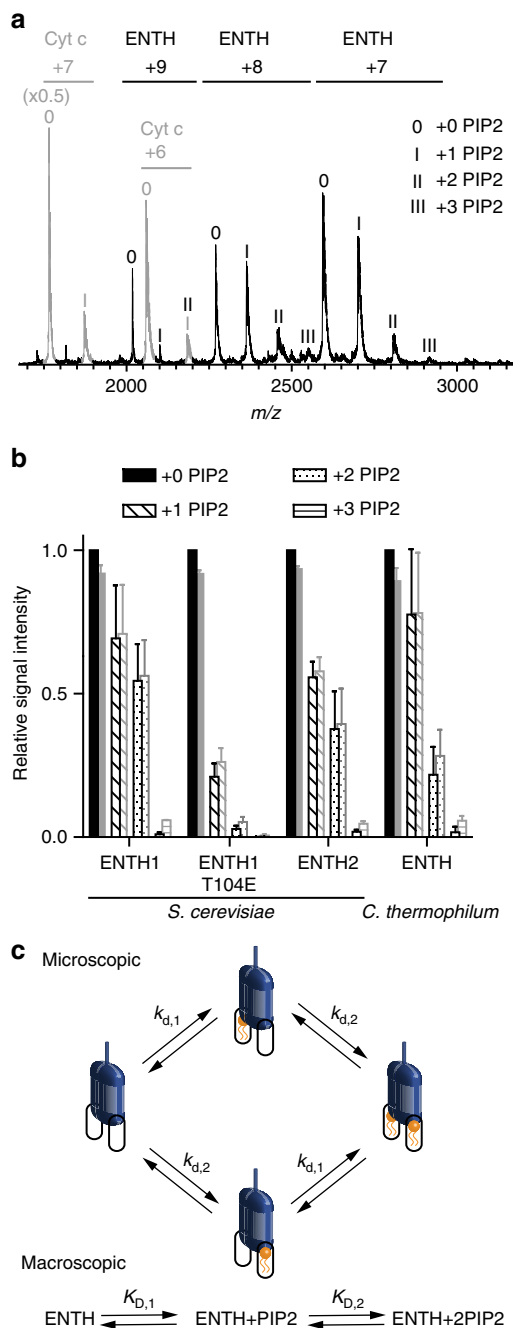 a
Cyt c ENTH ENTH ENTH
+7 +9 +8 +7
(x0.5)
0
Cyt c
+6
0 +0 PIP2
I +1 PIP2
II +2 PIP2
III +3 PIP2
0
0
I
I
II
0
I
II
III
0
I
II
III
2000 2500 3000
m/z
b
+0 PIP2 +2 PIP2
+1 PIP2 +3 PIP2
Relative signal intensity
1.0
0.5
0.0
ENTH1 ENTH1 ENTH2 ENTH
T104E
S. cerevisiae C. thermophilum
c
Microscopic
kd,1 kd,2
kd,2 kd,1
Macroscopic
KD,1 KD,2
ENTH ENTH+PIP2 ENTH+2PIP2